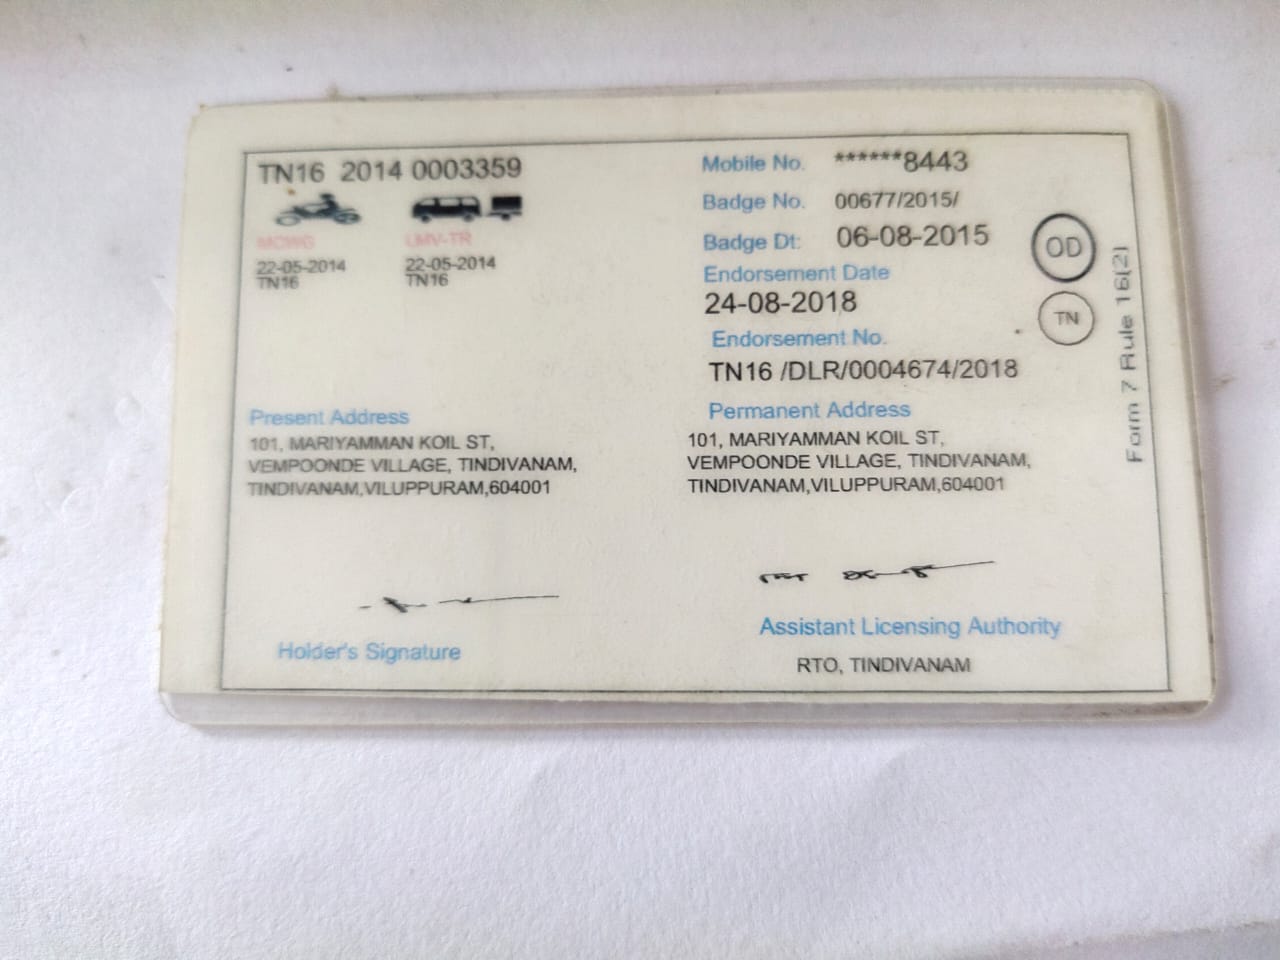 TN16 2014 0003359
MCWG LMV-TR
22-05-2014 22-05-2014
TN16 TN16
Mobile No. ******8443
Badge No. 00677/2015/
Badge Dt: 06-08-2015
Endorsement Date
24-08-2018
Endorsement No.
TN16 /DLR/0004674/2018
OD
TN
Form 7 Rule 16(2)
Present Address
101, MARIYAMMAN KOIL ST,
VEMPOONDE VILLAGE, TINDIVANAM,
TINDIVANAM,VILUPPURAM,604001
Permanent Address
101, MARIYAMMAN KOIL ST,
VEMPOONDE VILLAGE, TINDIVANAM,
TINDIVANAM,VILUPPURAM,604001
Holder's Signature
Assistant Licensing Authority
RTO, TINDIVANAM